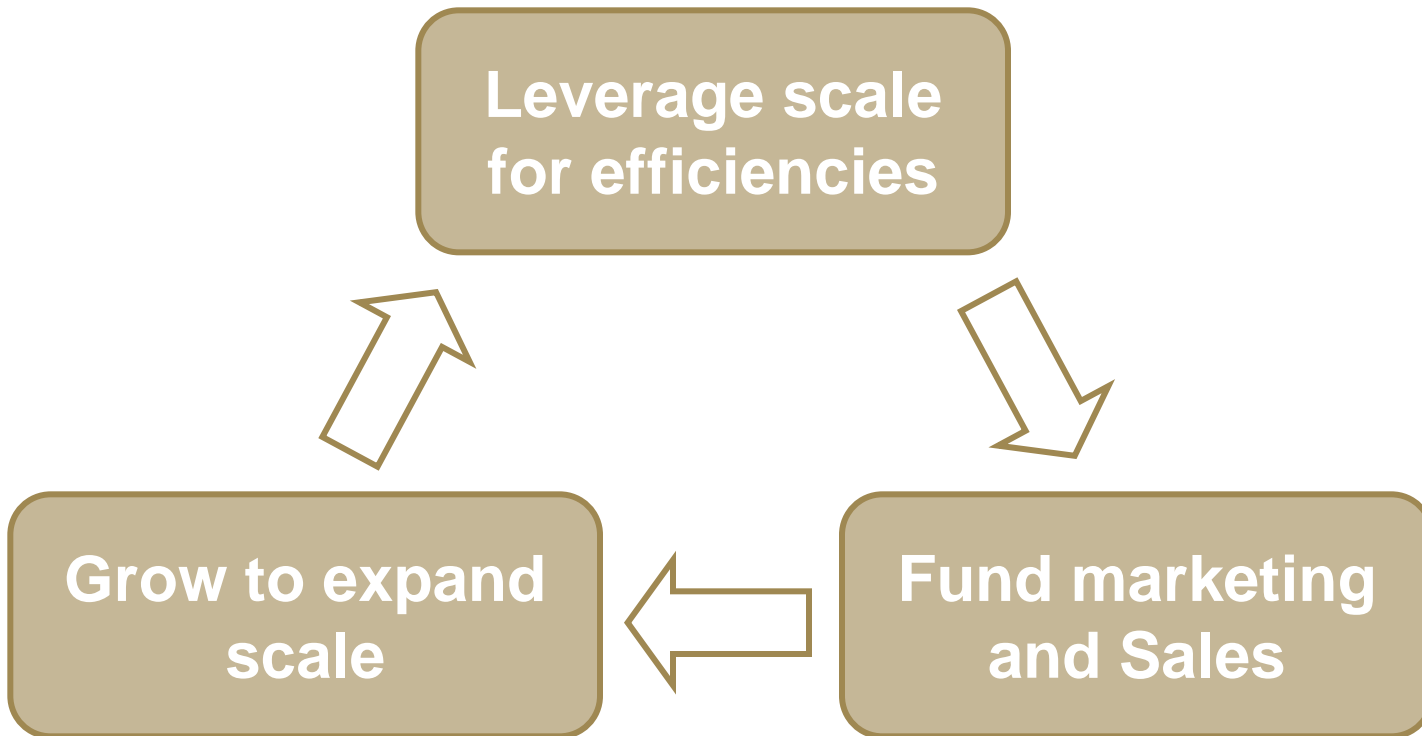 Leverage scale
for efficiencies
Grow to expand
scale
Fund marketing
and Sales